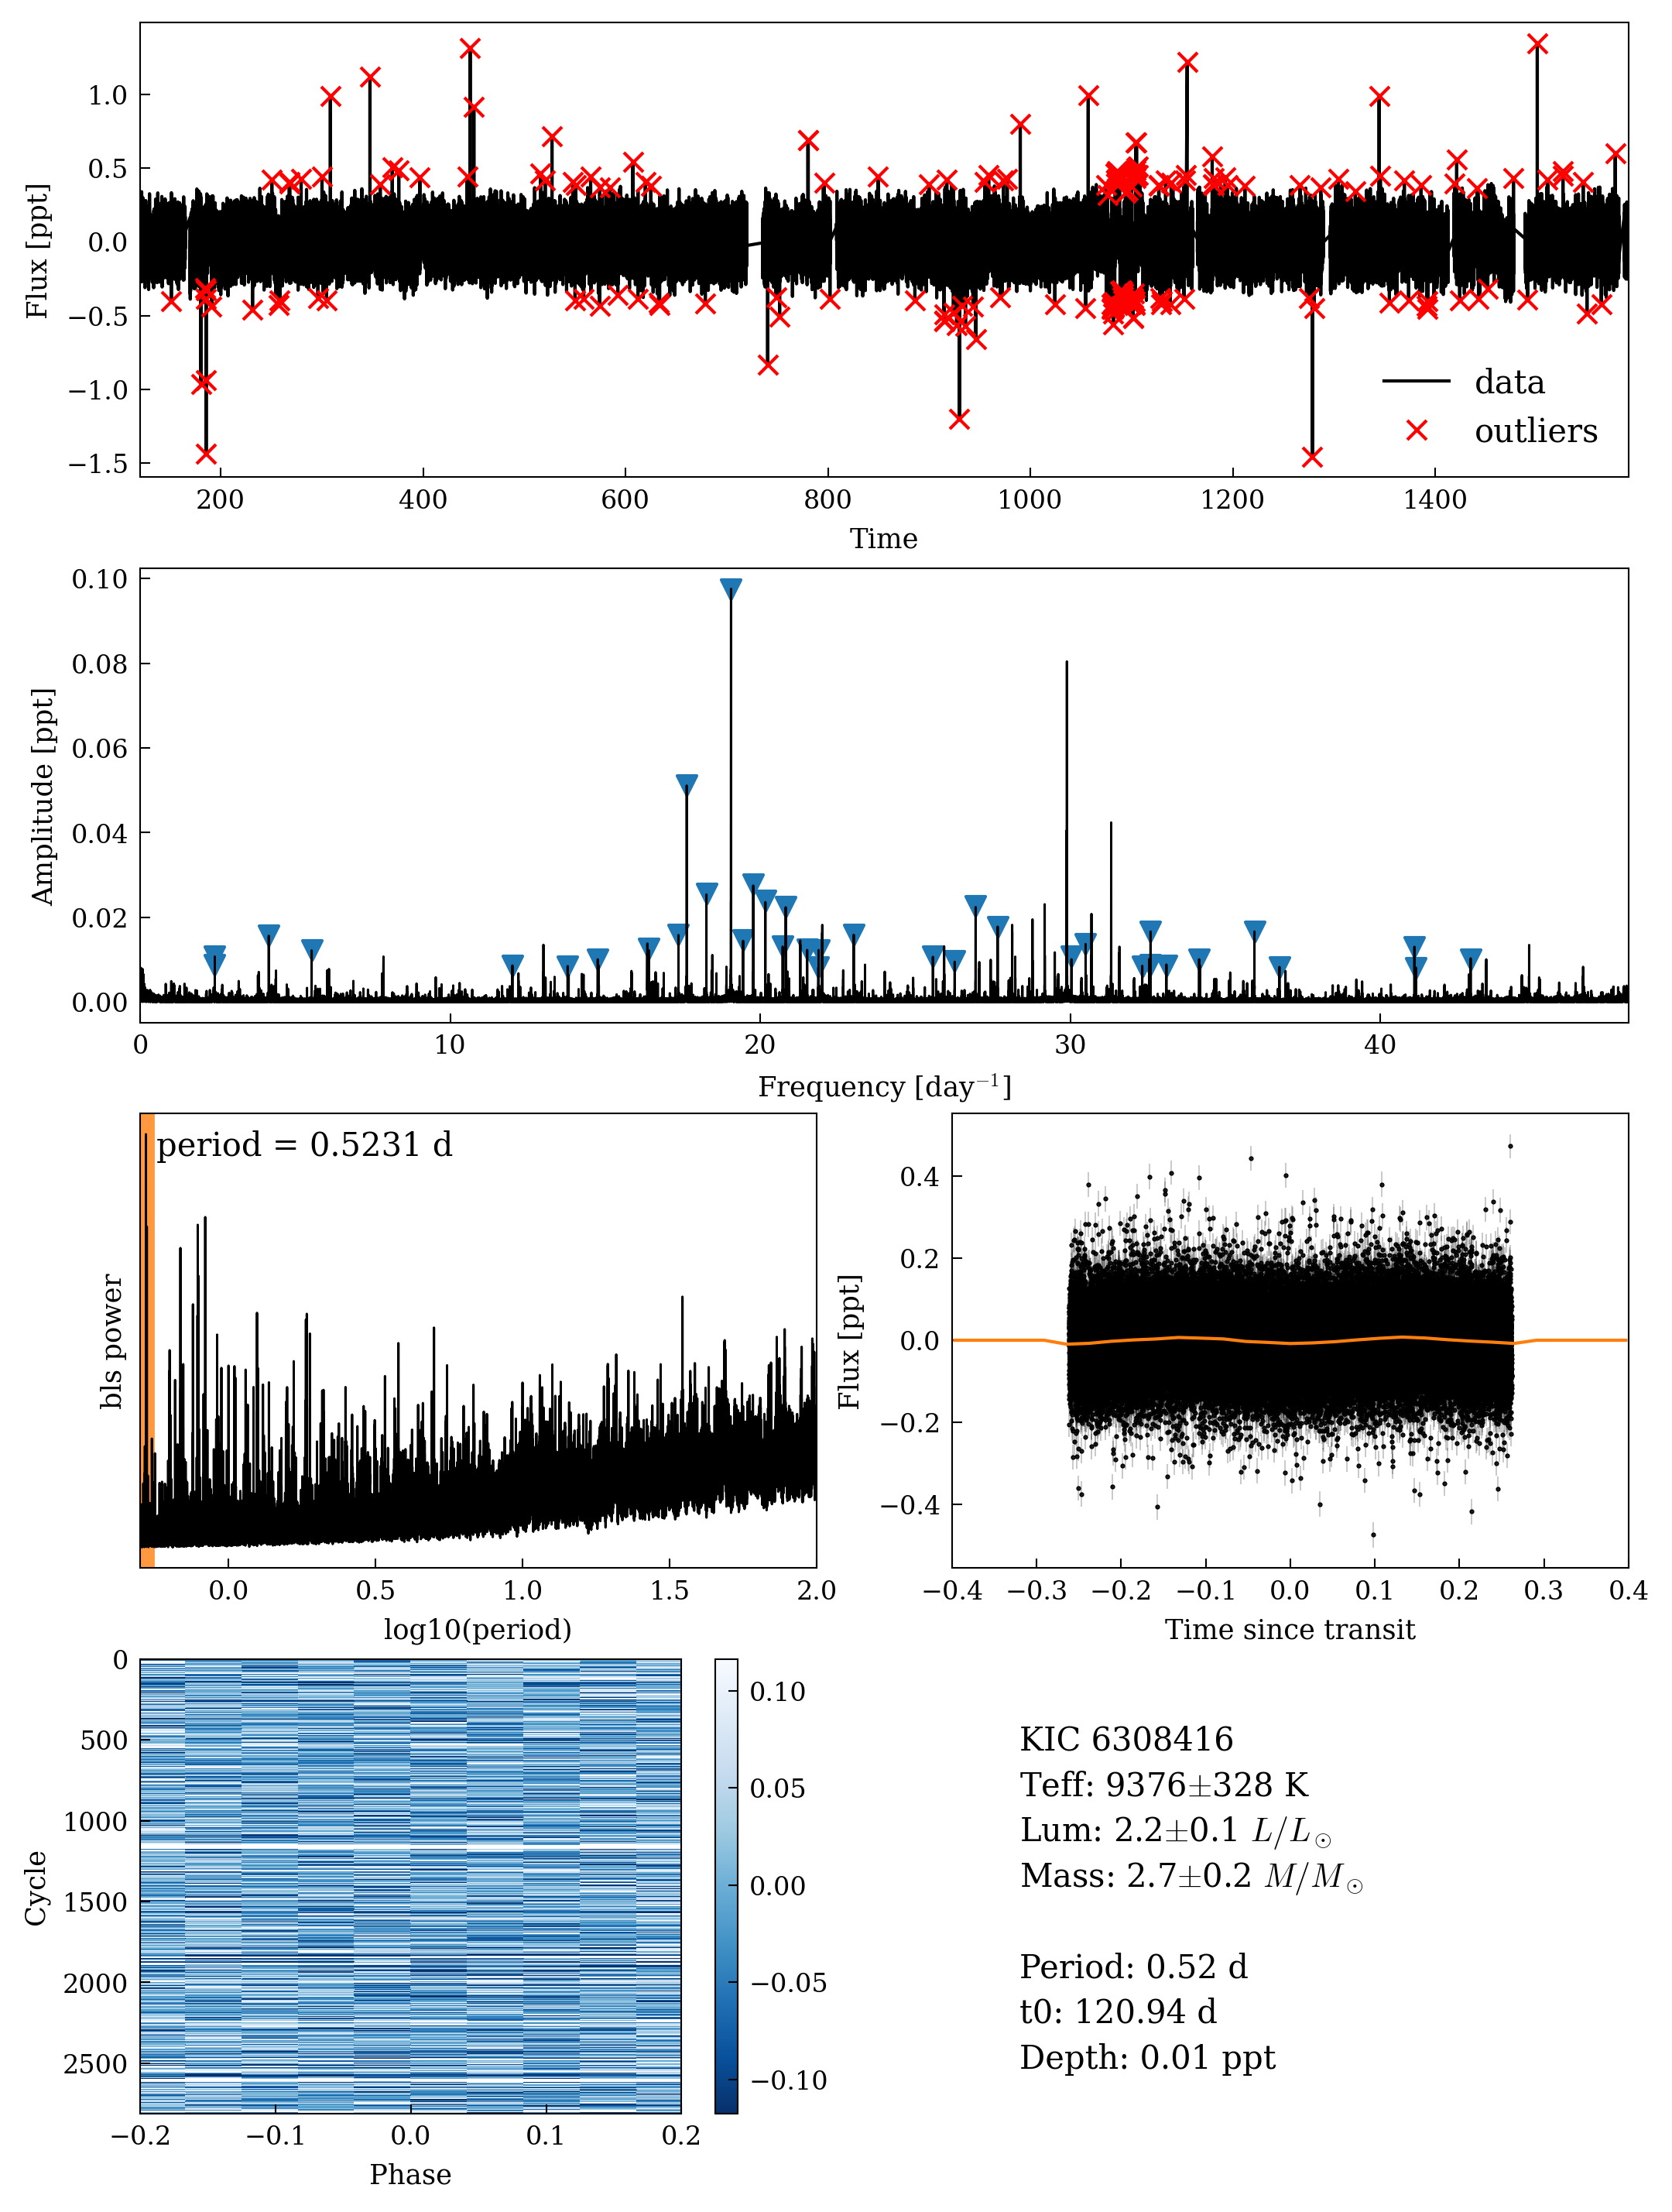 1.0
0.5
0.0
−0.5
−1.0
−1.5
Flux [ppt]
data
outliers
200 400 600 800 1000 1200 1400
Time
0.10
0.08
0.06
0.04
0.02
0.00
Amplitude [ppt]
0 10 20 30 40
Frequency [day⁻¹]
period = 0.5231 d
bls power
0.0 0.5 1.0 1.5 2.0
log10(period)
0.4
0.2
0.0
−0.2
−0.4
Flux [ppt]
−0.4 −0.3 −0.2 −0.1 0.0 0.1 0.2 0.3 0.4
Time since transit
0
500
1000
1500
2000
2500
Cycle
−0.2 −0.1 0.0 0.1 0.2
Phase
0.10
0.05
0.00
−0.05
−0.10
KIC 6308416
Teff: 9376±328 K
Lum: 2.2±0.1 L/L⊙
Mass: 2.7±0.2 M/M⊙
Period: 0.52 d
t0: 120.94 d
Depth: 0.01 ppt